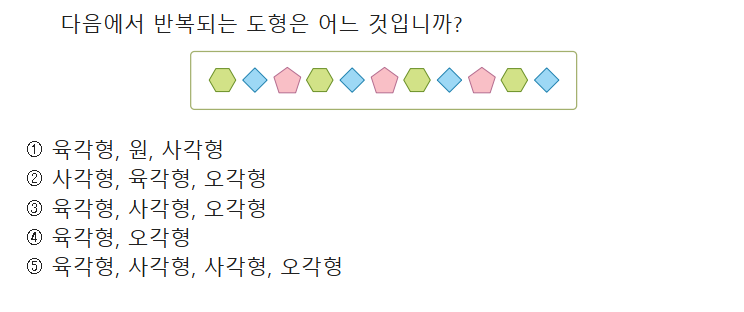 다음에서 반복되는 도형은 어느 것입니까?
① 육각형, 원, 사각형
② 사각형, 육각형, 오각형
③ 육각형, 사각형, 오각형
④ 육각형, 오각형
⑤ 육각형, 사각형, 사각형, 오각형